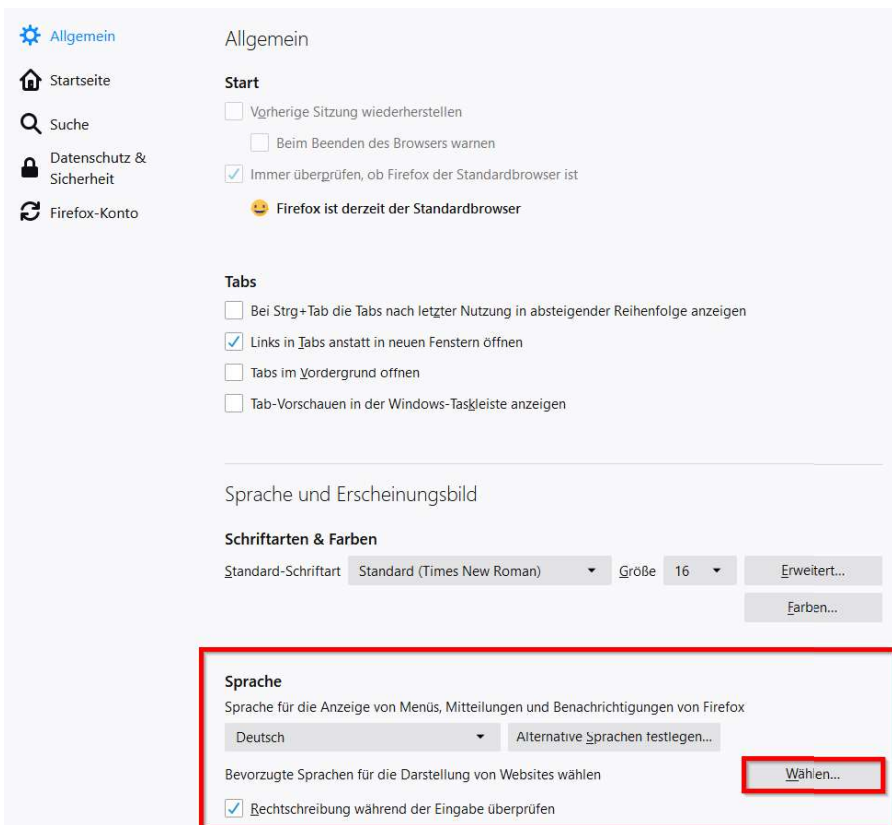 Allgemein
Startseite
Suche
Datenschutz &
Sicherheit
Firefox-Konto
Allgemein
Start
Vorherige Sitzung wiederherstellen
Beim Beenden des Browsers warnen
Immer überprüfen, ob Firefox der Standardbrowser ist
Firefox ist derzeit der Standardbrowser
Tabs
Bei Strg+Tab die Tabs nach letzter Nutzung in absteigender Reihenfolge anzeigen
Links in Tabs anstatt in neuen Fenstern öffnen
Tabs im Vordergrund öffnen
Tab-Vorschauen in der Windows-Taskleiste anzeigen
Sprache und Erscheinungsbild
Schriftarten & Farben
Standard-Schriftart Standard (Times New Roman) Größe 16 Erweitert...
Farben...
Sprache
Sprache für die Anzeige von Menüs, Mitteilungen und Benachrichtigungen von Firefox
Deutsch Alternative Sprachen festlegen...
Bevorzugte Sprachen für die Darstellung von Websites wählen Wählen...
Rechtschreibung während der Eingabe überprüfen